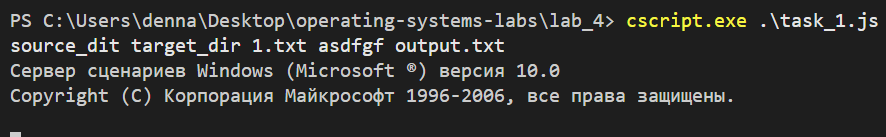 PS C:\Users\denna\Desktop\operating-systems-labs\lab_4> cscript.exe .\task_1.js
source_dit target_dir 1.txt asdfgf output.txt
Сервер сценариев Windows (Microsoft ®) версия 10.0
Copyright (C) Корпорация Майкрософт 1996-2006, все права защищены.